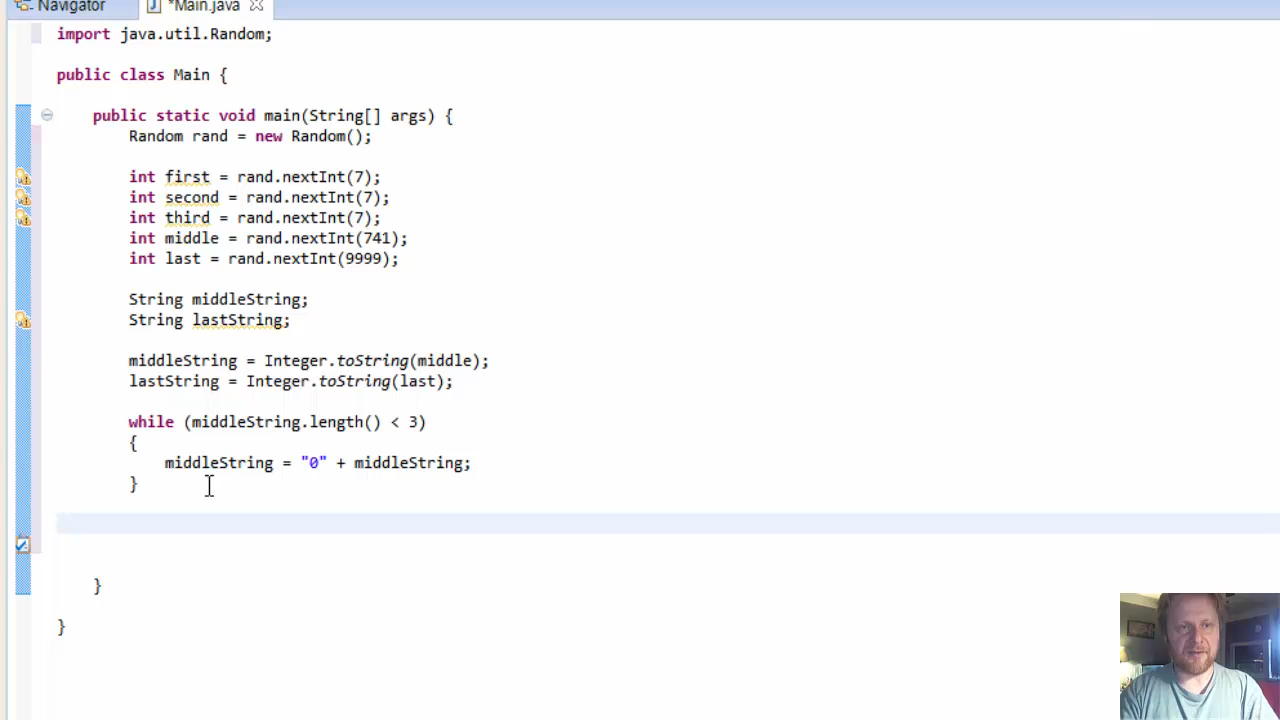 Navigator
*Main.java
import java.util.Random;
public class Main {
public static void main(String[] args) {
Random rand = new Random();
int first = rand.nextInt(7);
int second = rand.nextInt(7);
int third = rand.nextInt(7);
int middle = rand.nextInt(741);
int last = rand.nextInt(9999);
String middleString;
String lastString;
middleString = Integer.toString(middle);
lastString = Integer.toString(last);
while (middleString.length() < 3)
{
middleString = "0" + middleString;
}
}
}